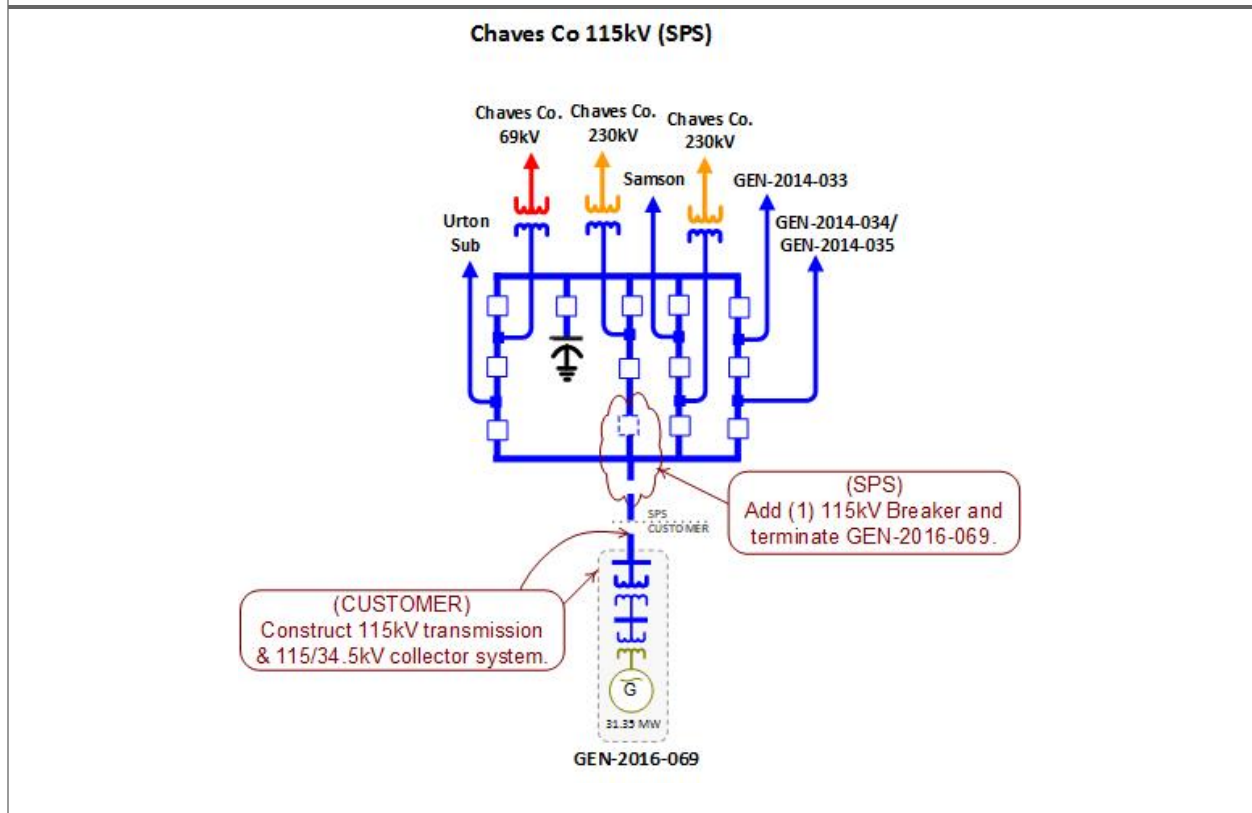 Chaves Co 115kV (SPS)
Chaves Co.
69kV
Chaves Co.
230kV
Chaves Co.
230kV
Samson
GEN-2014-033
Urton
Sub
GEN-2014-034/
GEN-2014-035
(SPS)
Add (1) 115kV Breaker and
terminate GEN-2016-069.
SPS
CUSTOMER
(CUSTOMER)
Construct 115kV transmission
& 115/34.5kV collector system.
G
31.35 MW
GEN-2016-069